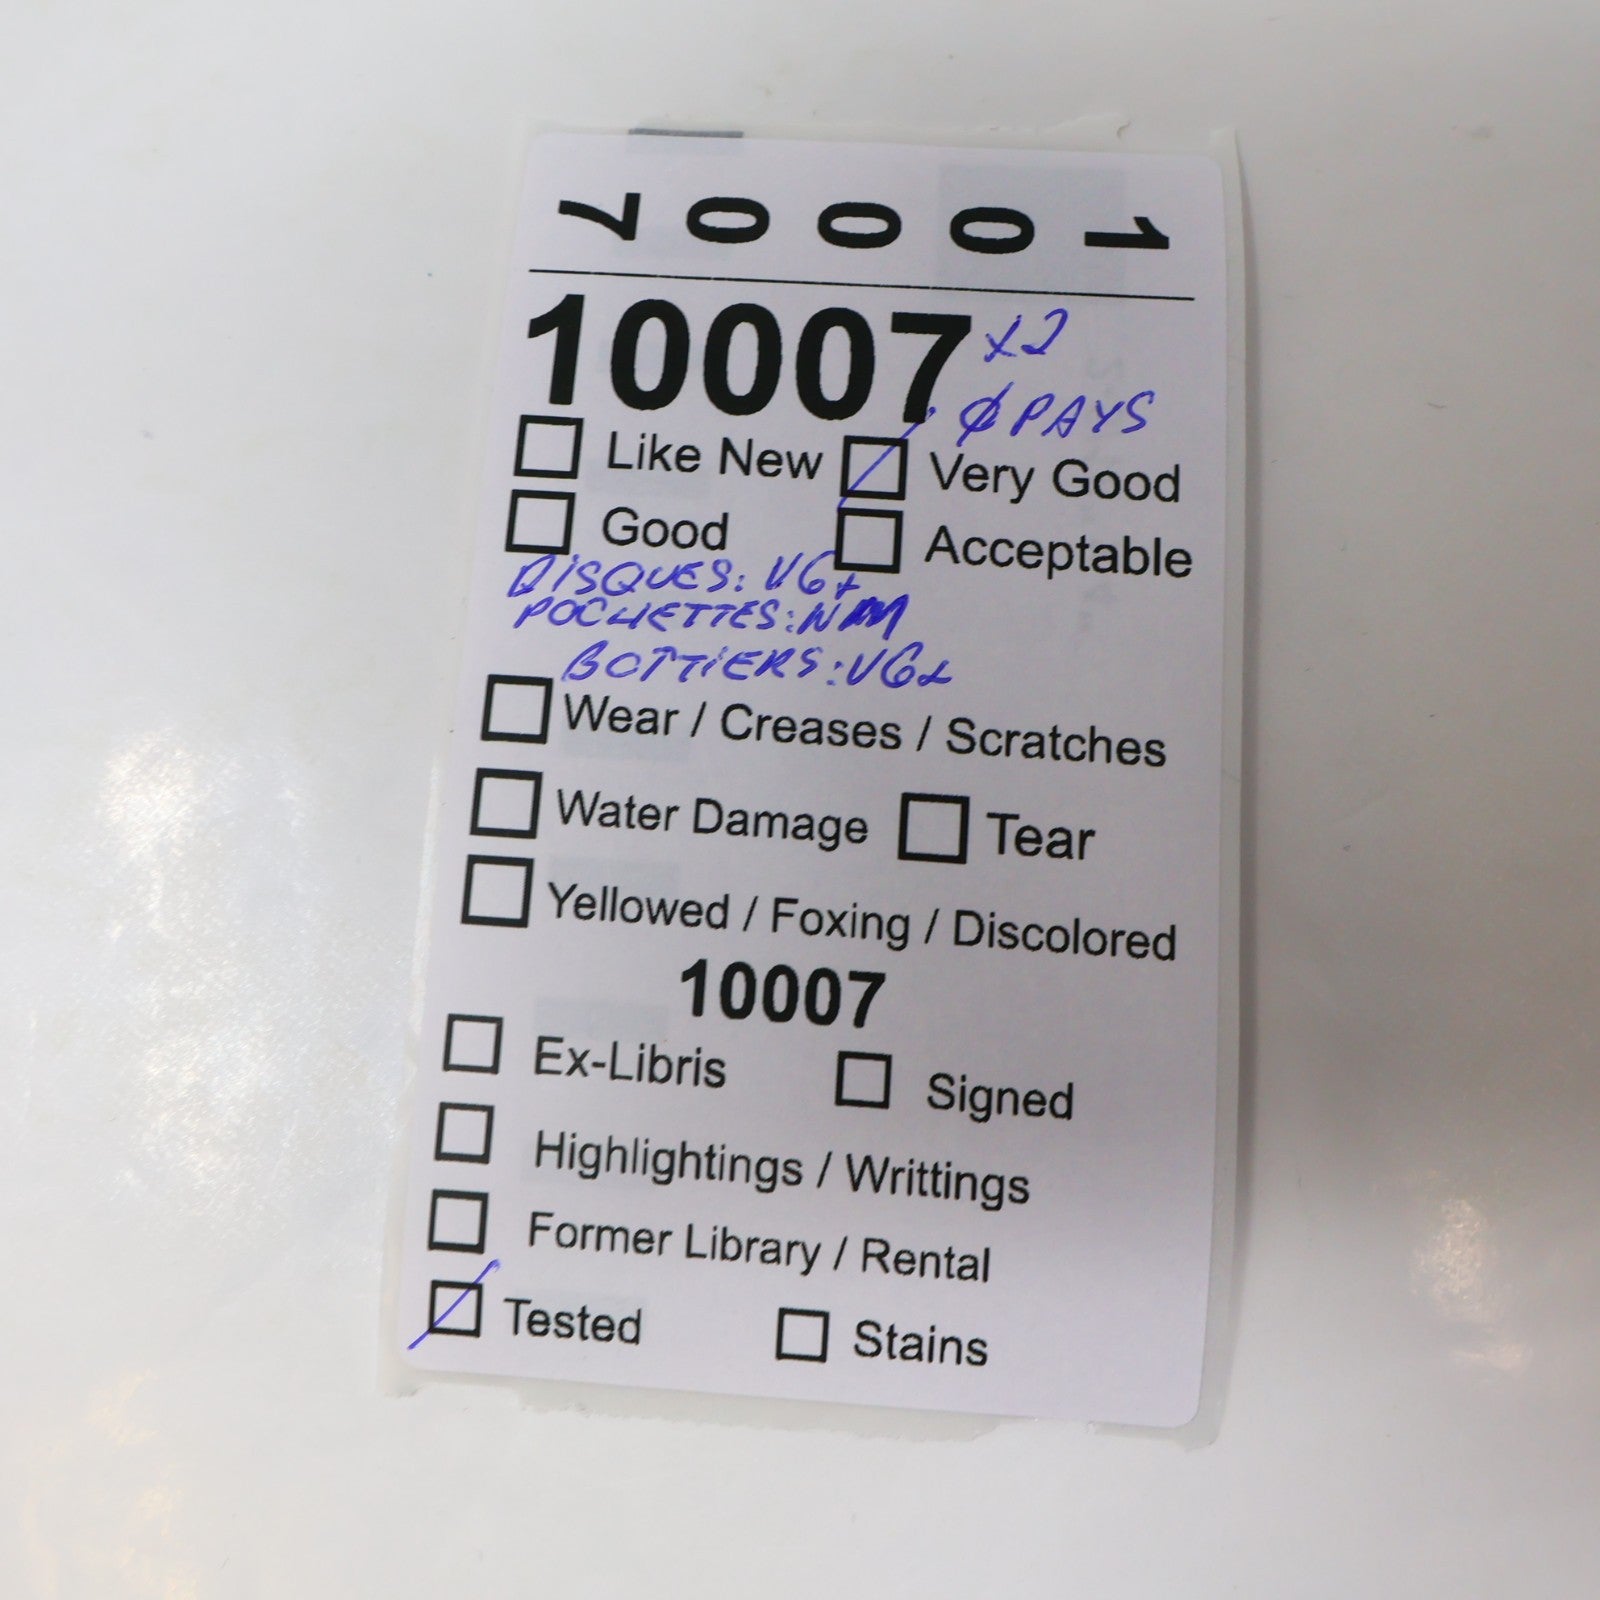 10007
10007 x2
☐ Like New ☑ Very Good
∅ PAYS
☐ Good ☐ Acceptable
DISQUES: VG+
POCHETTES: NM
BOTTIERS: VG+
☐ Wear / Creases / Scratches
☐ Water Damage ☐ Tear
☐ Yellowed / Foxing / Discolored
10007
☐ Ex-Libris ☐ Signed
☐ Highlightings / Writtings
☐ Former Library / Rental
☑ Tested ☐ Stains